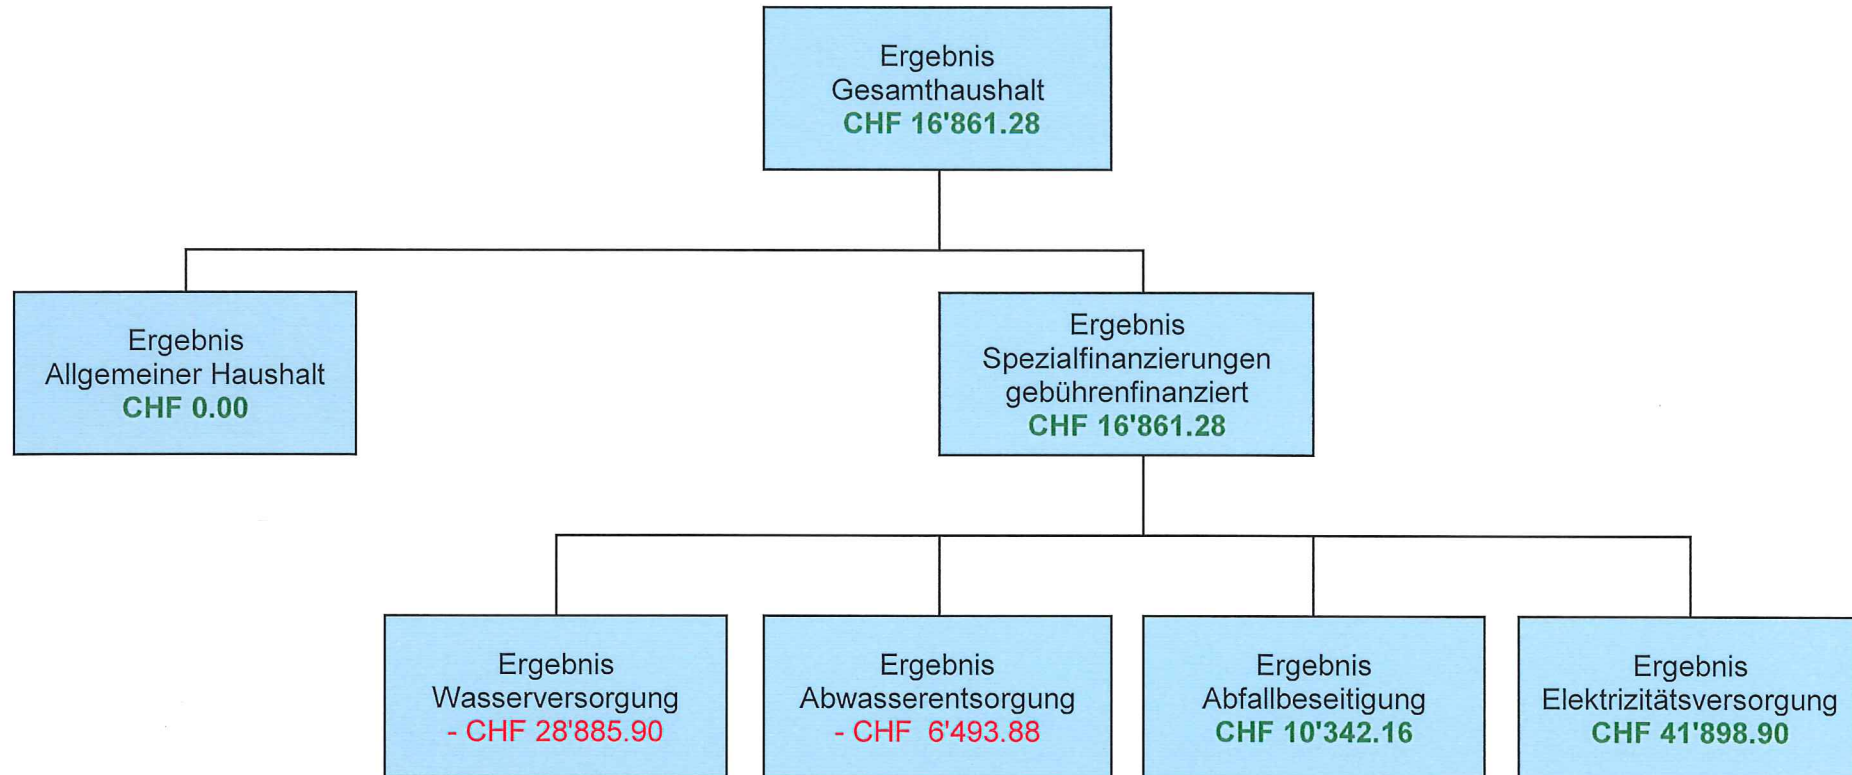 Ergebnis
Gesamthaushalt
CHF 16'861.28
Ergebnis
Allgemeiner Haushalt
CHF 0.00
Ergebnis
Spezialfinanzierungen
gebührenfinanziert
CHF 16'861.28
Ergebnis
Wasserversorgung
- CHF 28'885.90
Ergebnis
Abwasserentsorgung
- CHF  6'493.88
Ergebnis
Abfallbeseitigung
CHF 10'342.16
Ergebnis
Elektrizitätsversorgung
CHF 41'898.90